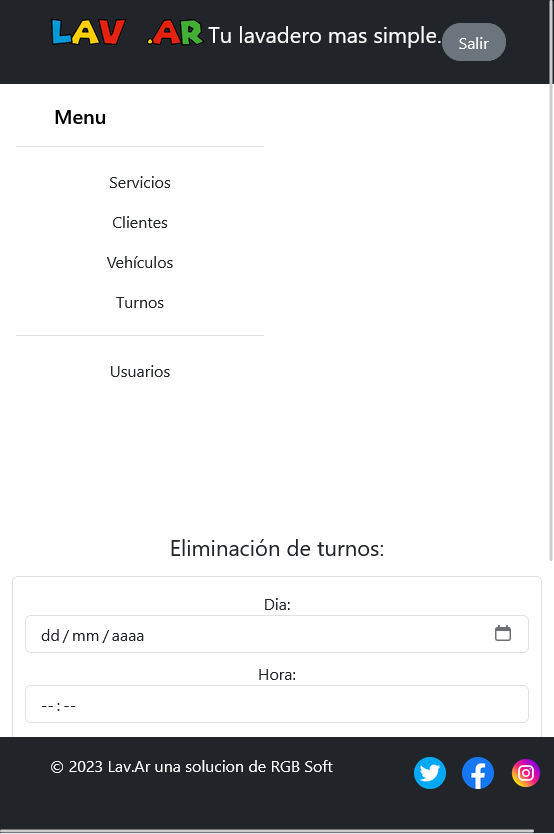 LAV .AR Tu lavadero mas simple. Salir
Menu
Servicios
Clientes
Vehículos
Turnos
Usuarios
Eliminación de turnos:
Dia:
dd/mm/aaaa
Hora:
--:--
© 2023 Lav.Ar una solucion de RGB Soft